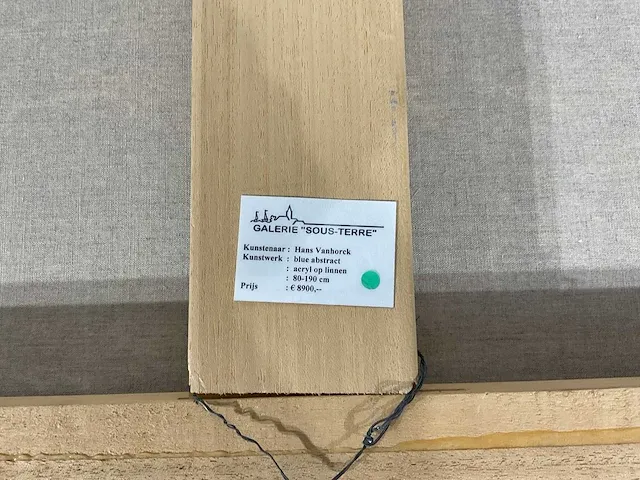 GALERIE "SOUS-TERRE"
Kunstenaar : Hans Vanhorck
Kunstwerk : blue abstract
: acryl op linnen
: 80-190 cm
Prijs : € 8900,--